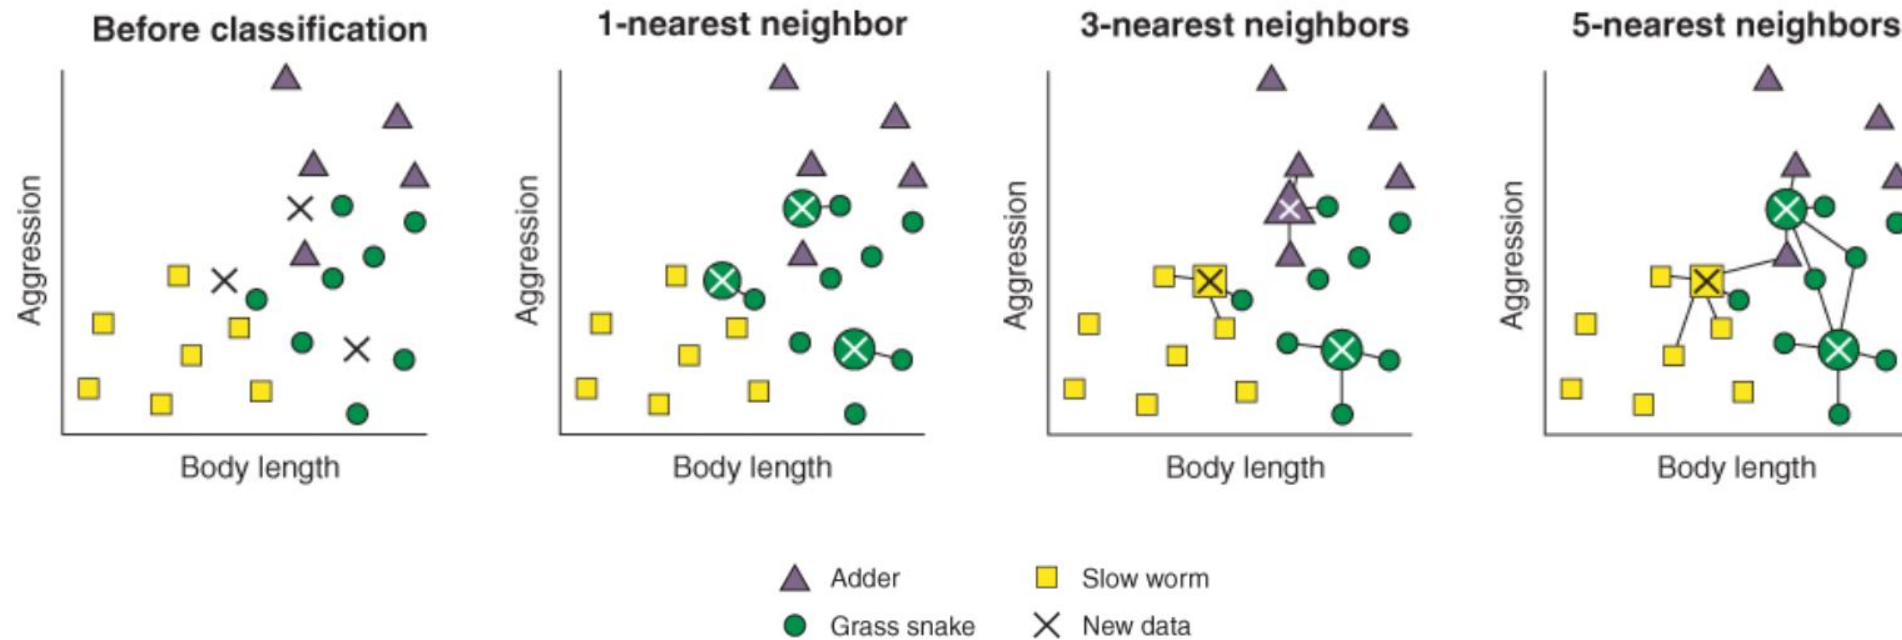 Before classification
1-nearest neighbor
3-nearest neighbors
5-nearest neighbors
Aggression
Aggression
Aggression
Aggression
Body length
Body length
Body length
Body length
Adder
Slow worm
Grass snake
New data